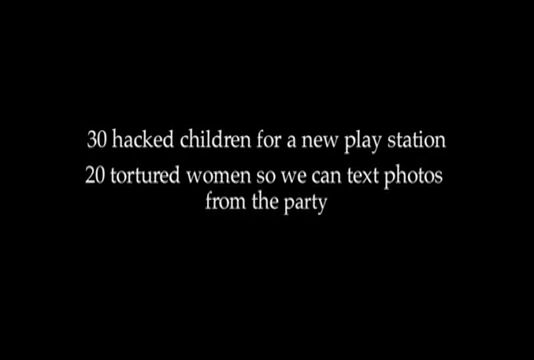 30 hacked children for a new play station
20 tortured women so we can text photos
from the party